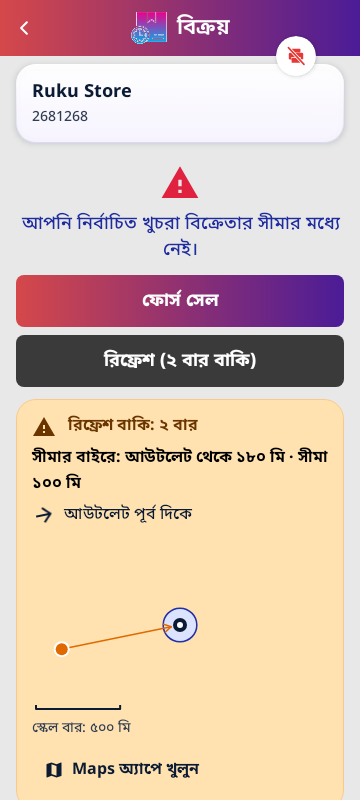 বিক্রয়
Ruku Store
2681268
আপনি নির্বাচিত খুচরা বিক্রেতার সীমার মধ্যে
নেই।
ফোর্স সেল
রিফ্রেশ (২ বার বাকি)
রিফ্রেশ বাকি: ২ বার
সীমার বাইরে: আউটলেট থেকে ১৮০ মি · সীমা
১০০ মি
আউটলেট পূর্ব দিকে
স্কেল বার: ৫০০ মি
Maps অ্যাপে খুলুন